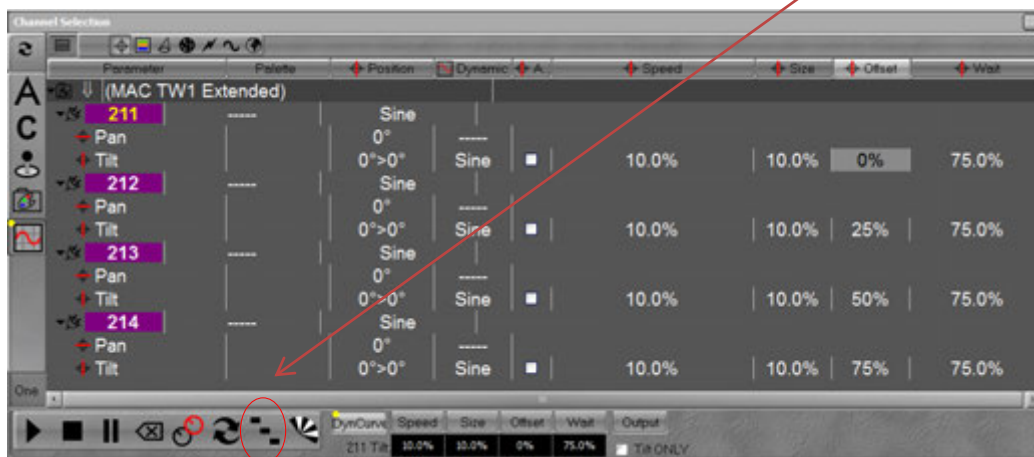 Channel Selection
Parameter Palette Position Dynamic A.. Speed Size Offset Wait
A (MAC TW1 Extended)
211 ----- Sine
C Pan 0° -----
Tilt 0°>0° Sine 10.0% 10.0% 0% 75.0%
212 ----- Sine
Pan 0° -----
Tilt 0°>0° Sine 10.0% 10.0% 25% 75.0%
213 ----- Sine
Pan 0° -----
Tilt 0°>0° Sine 10.0% 10.0% 50% 75.0%
214 ----- Sine
Pan 0° -----
Tilt 0°>0° Sine 10.0% 10.0% 75% 75.0%
One
DynCurve Speed Size Offset Wait Output
211 Tilt 10.0% 10.0% 0% 75.0% Tilt ONLY